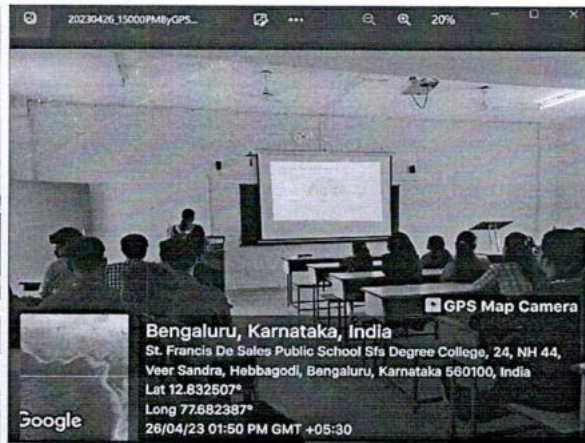 20230426_15000PMByGPS...
20%
GPS Map Camera
Bengaluru, Karnataka, India
St. Francis De Sales Public School Sfs Degree College, 24, NH 44,
Veer Sandra, Hebbagodi, Bengaluru, Karnataka 560100, India
Lat 12.832507°
Long 77.682387°
26/04/23 01:50 PM GMT +05:30
Google